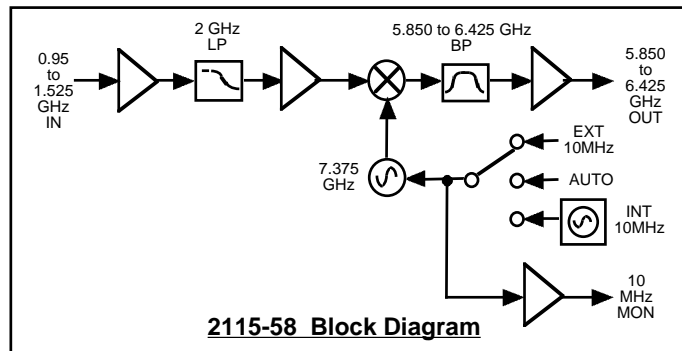 0.95
to
1.525
GHz
IN
2 GHz
LP
5.850 to 6.425 GHz
BP
5.850
to
6.425
GHz
OUT
7.375
GHz
EXT
10MHz
AUTO
INT
10MHz
10
MHz
MON
2115-58 Block Diagram